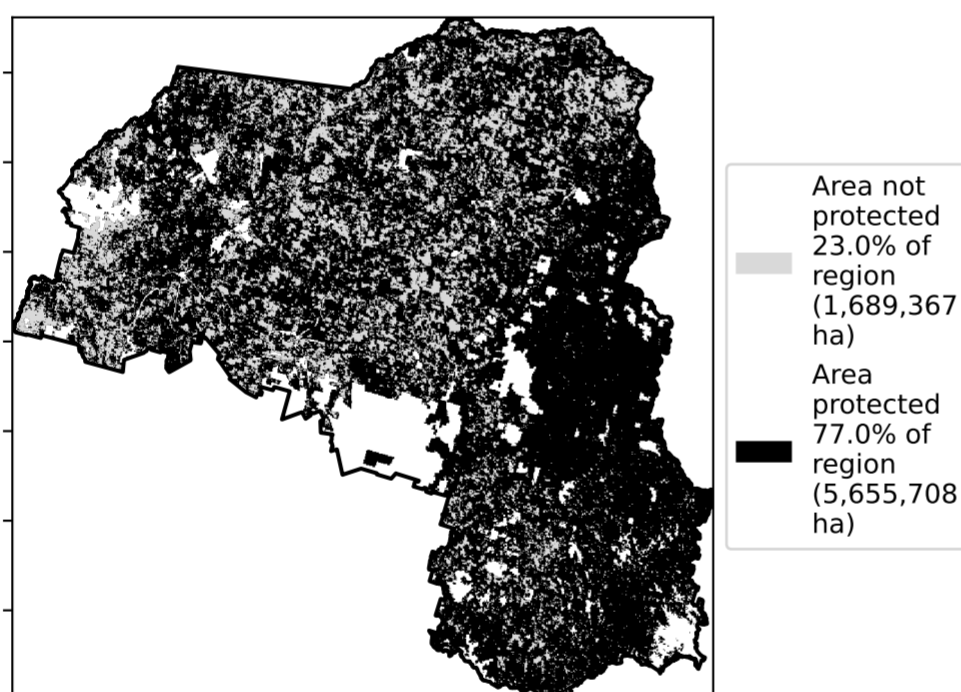 Area not
protected
23.0% of
region
(1,689,367
ha)
Area
protected
77.0% of
region
(5,655,708
ha)